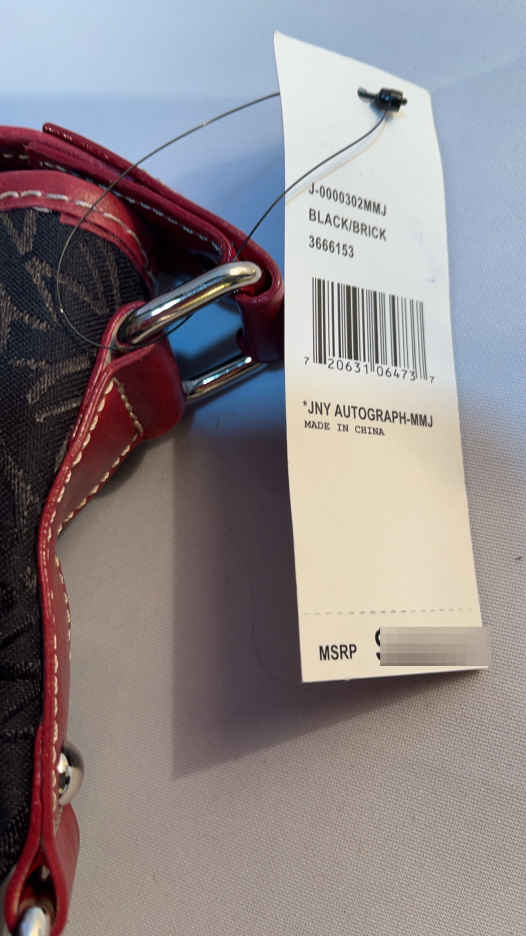 J-0000302MMJ
BLACK/BRICK
3666153
7 20631 06473 7
*JNY AUTOGRAPH-MMJ
MADE IN CHINA
MSRP $